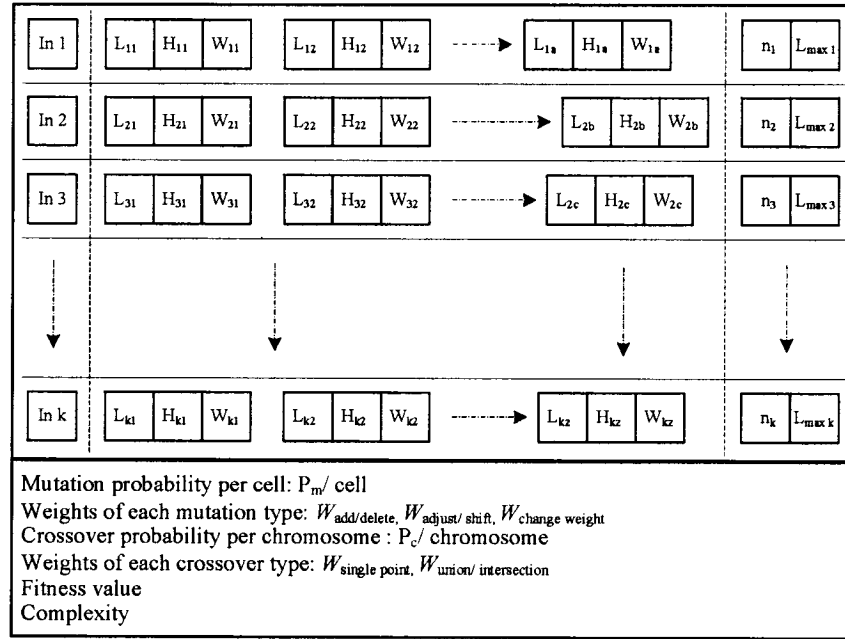 In 1 L11 H11 W11 L12 H12 W12 L1a H1a W1a n1 Lmax 1
In 2 L21 H21 W21 L22 H22 W22 L2b H2b W2b n2 Lmax 2
In 3 L31 H31 W31 L32 H32 W32 L2c H2c W2c n3 Lmax 3
In k Lk1 Hk1 Wk1 Lk2 Hk2 Wk2 Lkz Hkz Wkz nk Lmax k
Mutation probability per cell: Pm/ cell
Weights of each mutation type: Wadd/delete, Wadjust/ shift, Wchange weight
Crossover probability per chromosome : Pc/ chromosome
Weights of each crossover type: Wsingle point, Wunion/ intersection
Fitness value
Complexity